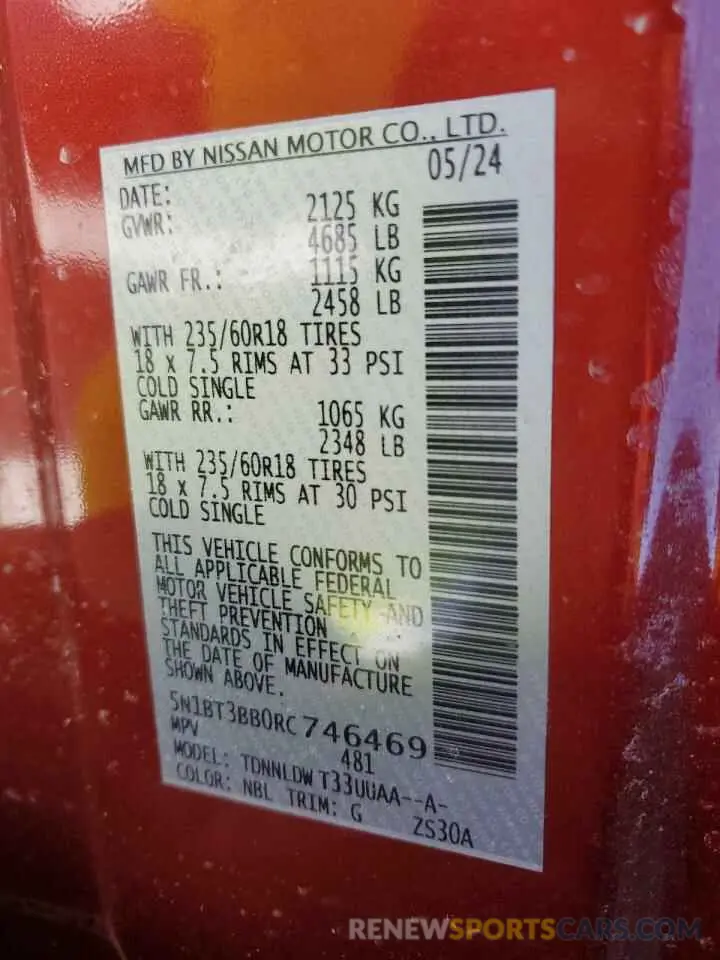 MFD BY NISSAN MOTOR CO., LTD.
DATE: 05/24
GVWR: 2125 KG
4685 LB
GAWR FR.: 1115 KG
2458 LB
WITH 235/60R18 TIRES
18 x 7.5 RIMS AT 33 PSI
COLD SINGLE
GAWR RR.: 1065 KG
2348 LB
WITH 235/60R18 TIRES
18 x 7.5 RIMS AT 30 PSI
COLD SINGLE
THIS VEHICLE CONFORMS TO
ALL APPLICABLE FEDERAL
MOTOR VEHICLE SAFETY AND
THEFT PREVENTION
STANDARDS IN EFFECT ON
THE DATE OF MANUFACTURE
SHOWN ABOVE.
5N1BT3BB0RC746469
MPV 481
MODEL: TDNNLDW T33UUAA--A-
COLOR: NBL TRIM: G ZS30A
RENEWSPORTSCARS.COM